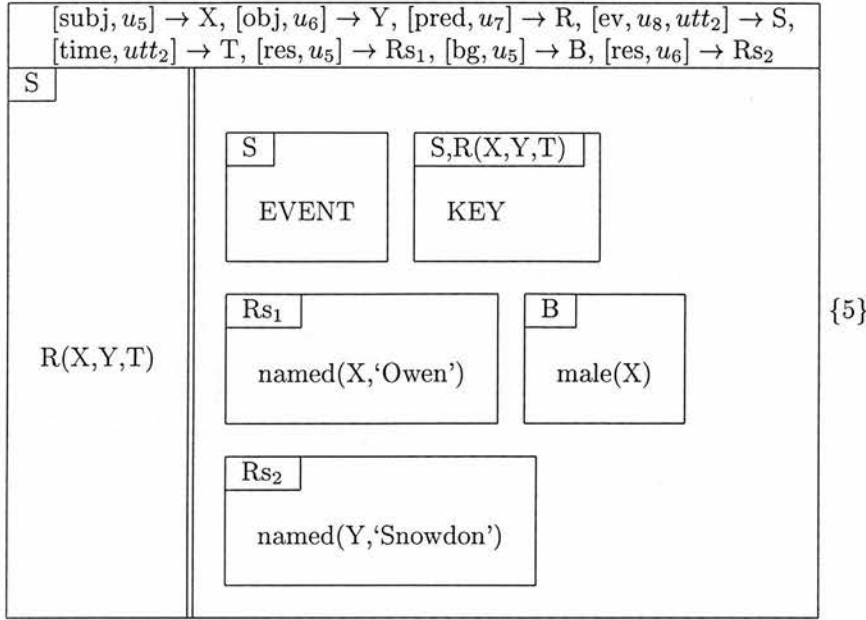 [subj, u₅] → X, [obj, u₆] → Y, [pred, u₇] → R, [ev, u₈, utt₂] → S,
[time, utt₂] → T, [res, u₅] → Rs₁, [bg, u₅] → B, [res, u₆] → Rs₂
S
S
S,R(X,Y,T)
EVENT
KEY
Rs₁
B
{5}
R(X,Y,T)
named(X,‘Owen’)
male(X)
Rs₂
named(Y,‘Snowdon’)